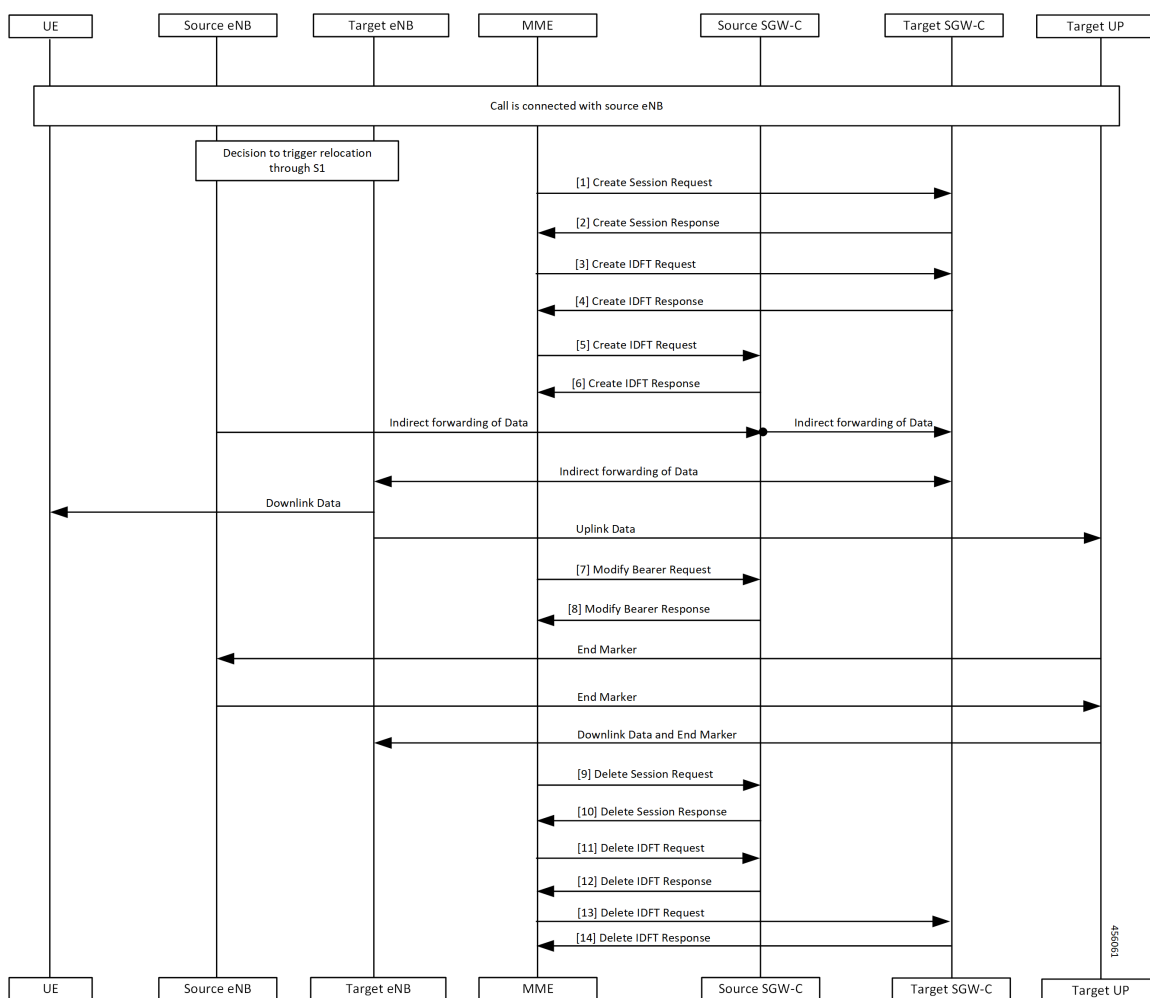 UE
Source eNB
Target eNB
MME
Source SGW-C
Target SGW-C
Target UP
Call is connected with source eNB
Decision to trigger relocation
through S1
[1] Create Session Request
[2] Create Session Response
[3] Create IDFT Request
[4] Create IDFT Response
[5] Create IDFT Request
[6] Create IDFT Response
Indirect forwarding of Data
Indirect forwarding of Data
Indirect forwarding of Data
Downlink Data
Uplink Data
[7] Modify Bearer Request
[8] Modify Bearer Response
End Marker
End Marker
Downlink Data and End Marker
[9] Delete Session Request
[10] Delete Session Response
[11] Delete IDFT Request
[12] Delete IDFT Response
[13] Delete IDFT Request
[14] Delete IDFT Response
456061
UE
Source eNB
Target eNB
MME
Source SGW-C
Target SGW-C
Target UP